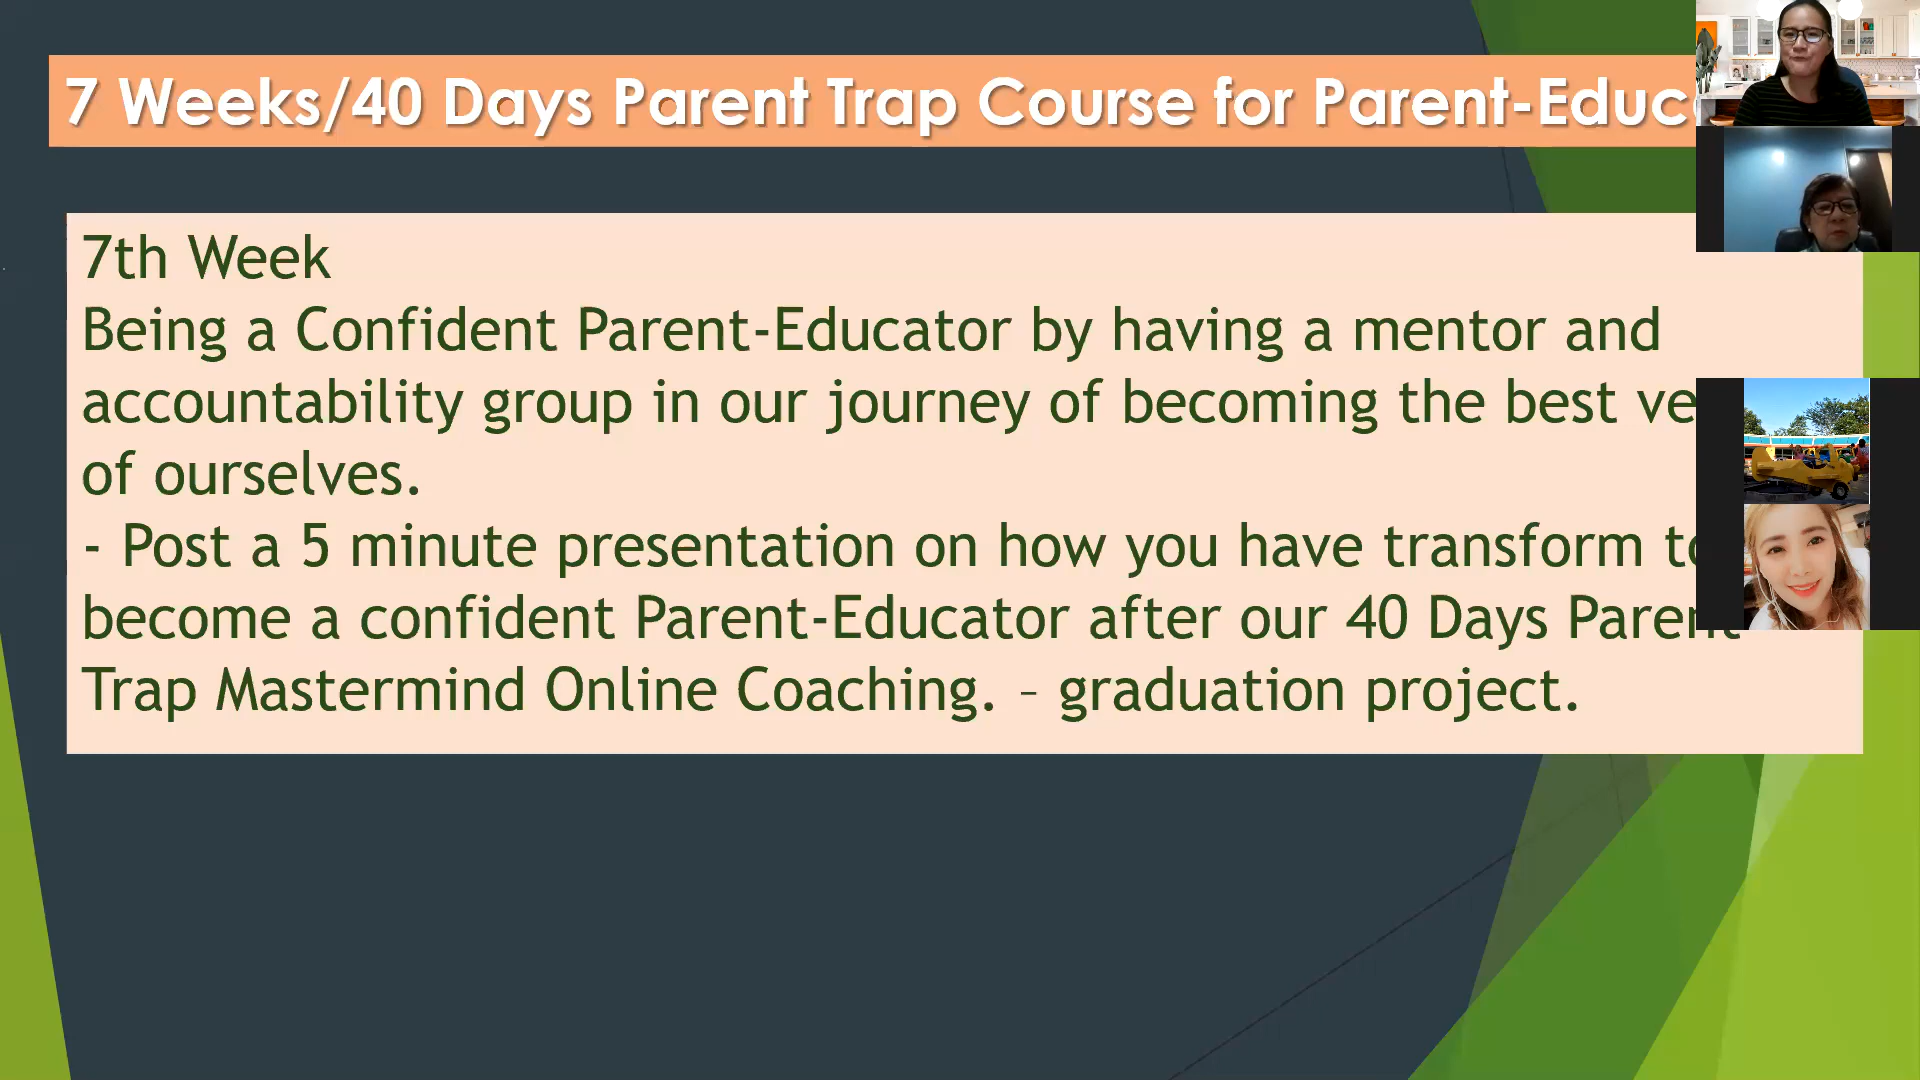 7 Weeks/40 Days Parent Trap Course for Parent-Educ
7th Week
Being a Confident Parent-Educator by having a mentor and
accountability group in our journey of becoming the best ve
of ourselves.
- Post a 5 minute presentation on how you have transform to
become a confident Parent-Educator after our 40 Days Parent
Trap Mastermind Online Coaching. – graduation project.